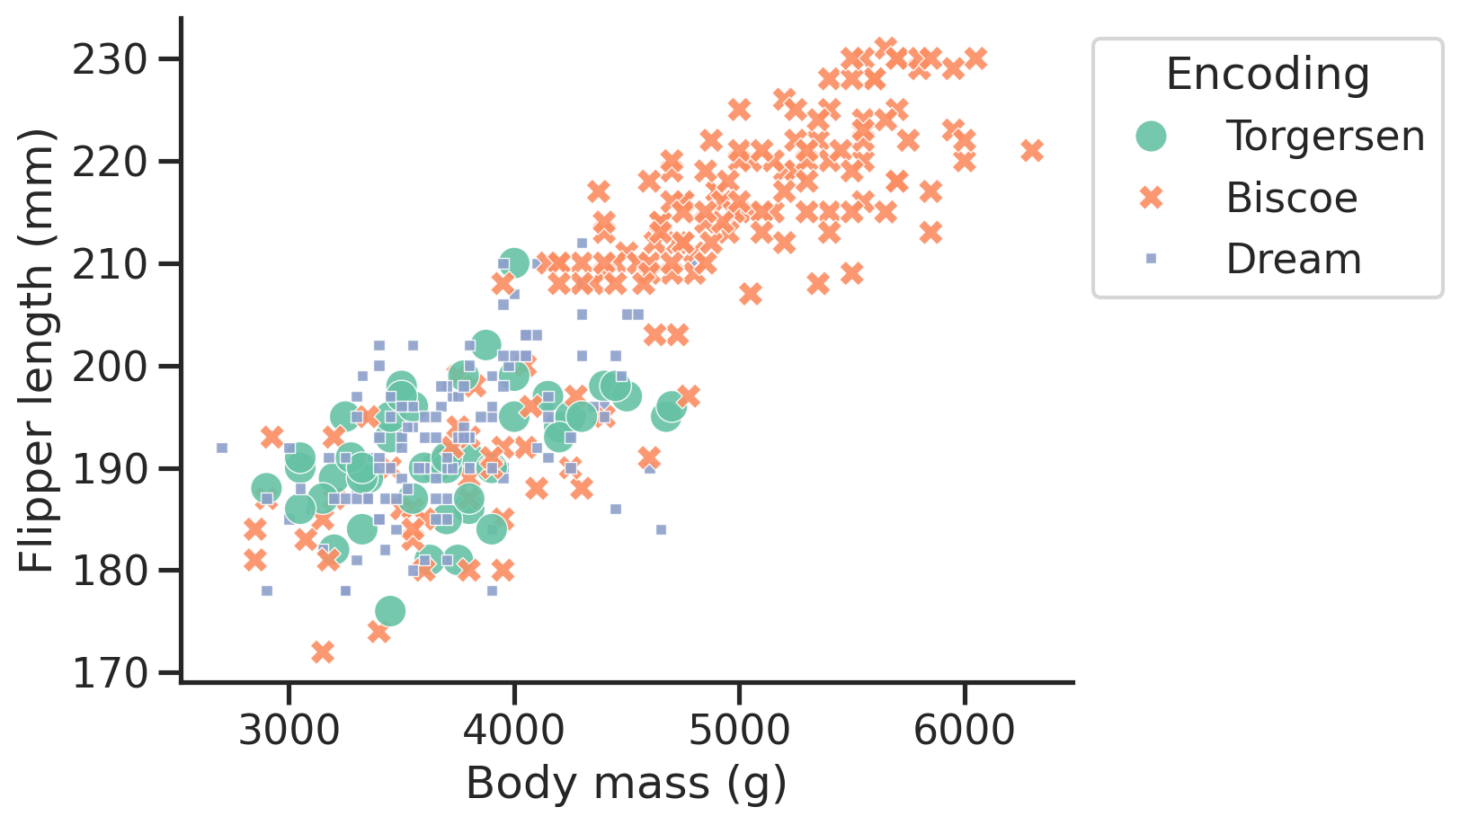 230
220
210
200
190
180
170
Flipper length (mm)
3000
4000
5000
6000
Body mass (g)
Encoding
Torgersen
Biscoe
Dream